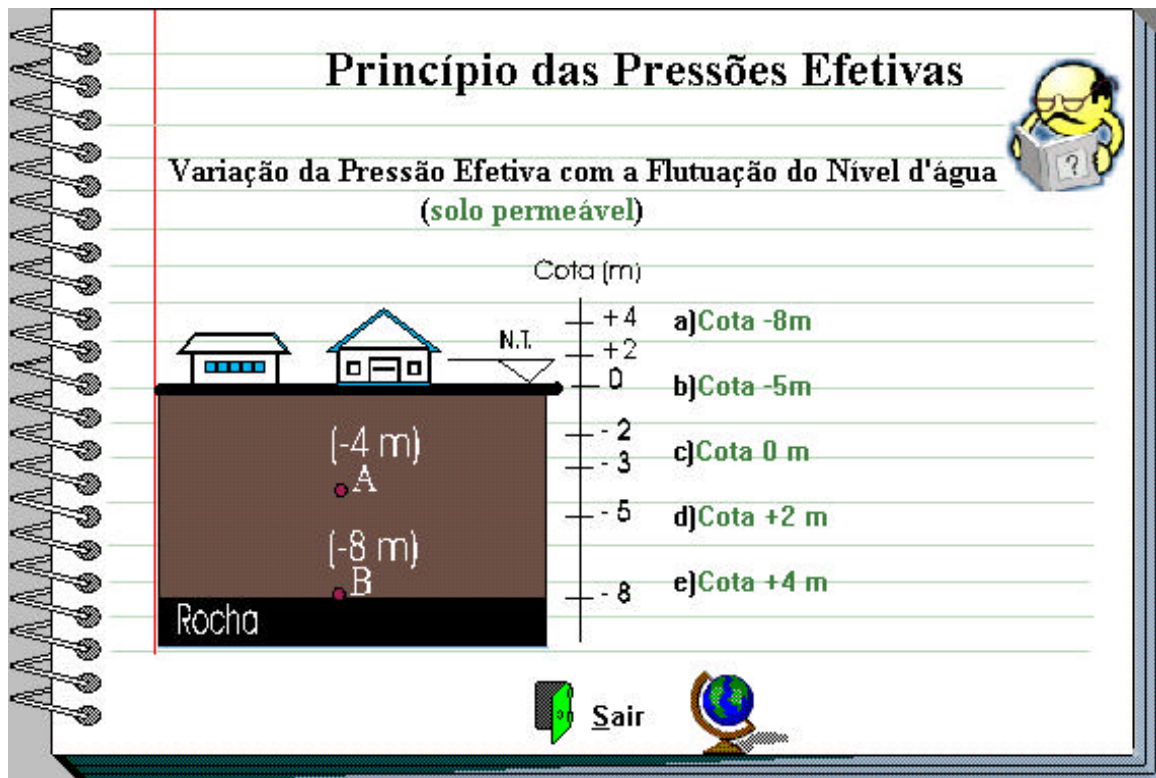 Princípio das Pressões Efetivas
?
Variação da Pressão Efetiva com a Flutuação do Nível d'água
(solo permeável)
Cota (m)
+4
N.T.
+2
0
- 2
- 3
- 5
- 8
(-4 m)
A
(-8 m)
B
Rocha
a)Cota -8m
b)Cota -5m
c)Cota 0 m
d)Cota +2 m
e)Cota +4 m
Sair